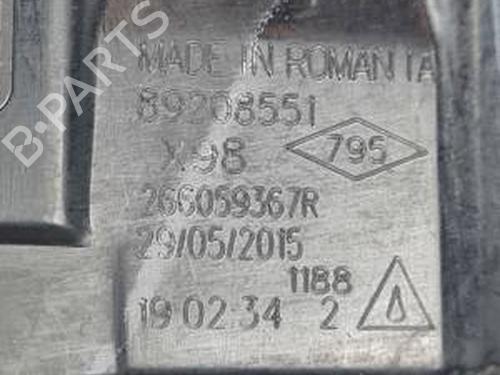 MADE IN ROMANIA
89208551
X98 795
266059367R
29/05/2015
1188
19 02 34 2
B-PARTS